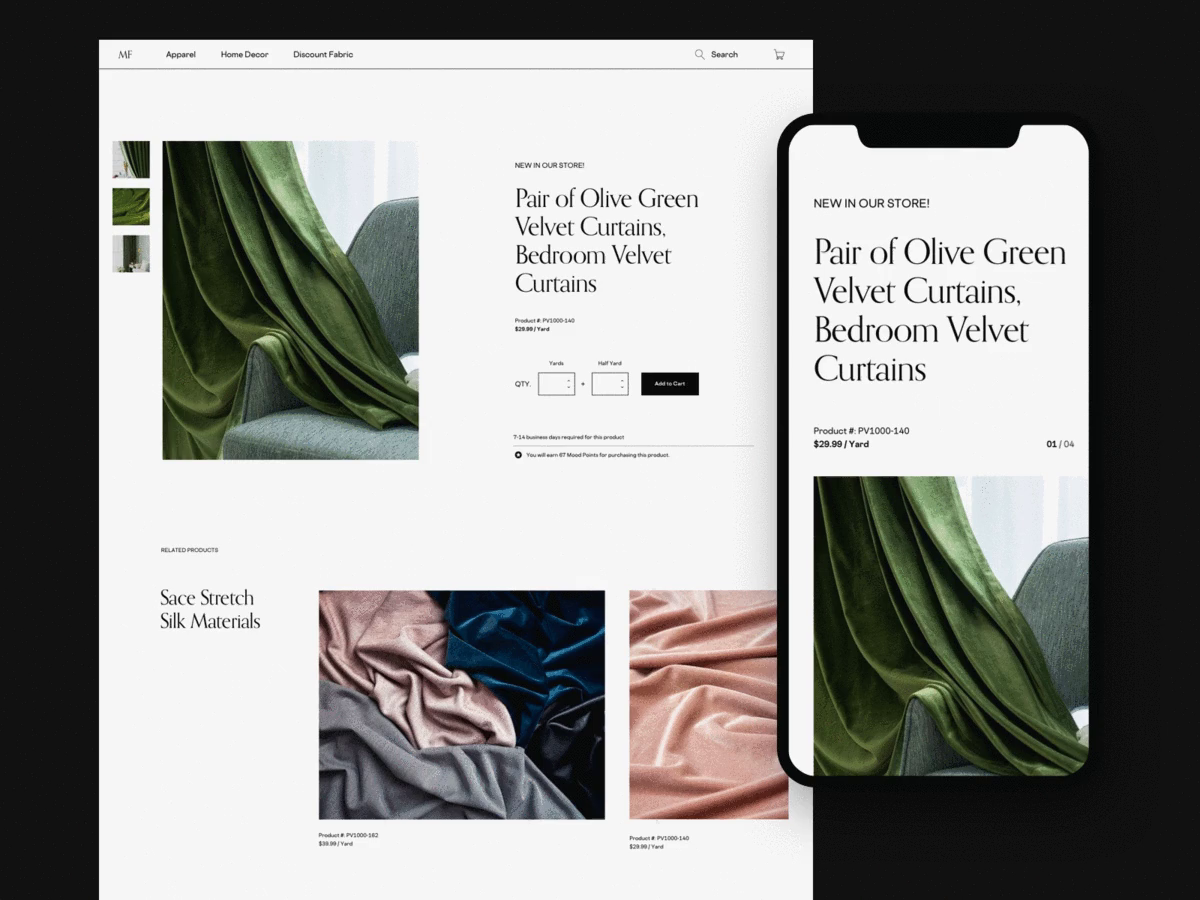 MF
Apparel
Home Decor
Discount Fabric
Search
NEW IN OUR STORE!
Pair of Olive Green
Velvet Curtains,
Bedroom Velvet
Curtains
Product #: PV1000-140
$29.99 / Yard
Yards
Half Yard
QTY.
+
Add to Cart
7-14 business days required for this product
You will earn 67 Mood Points for purchasing this product.
RELATED PRODUCTS
Sace Stretch
Silk Materials
Product #: PV1000-162
$39.99 / Yard
Product #: PV1000-140
$29.99 / Yard
NEW IN OUR STORE!
Pair of Olive Green
Velvet Curtains,
Bedroom Velvet
Curtains
Product #: PV1000-140
$29.99 / Yard
01 / 04